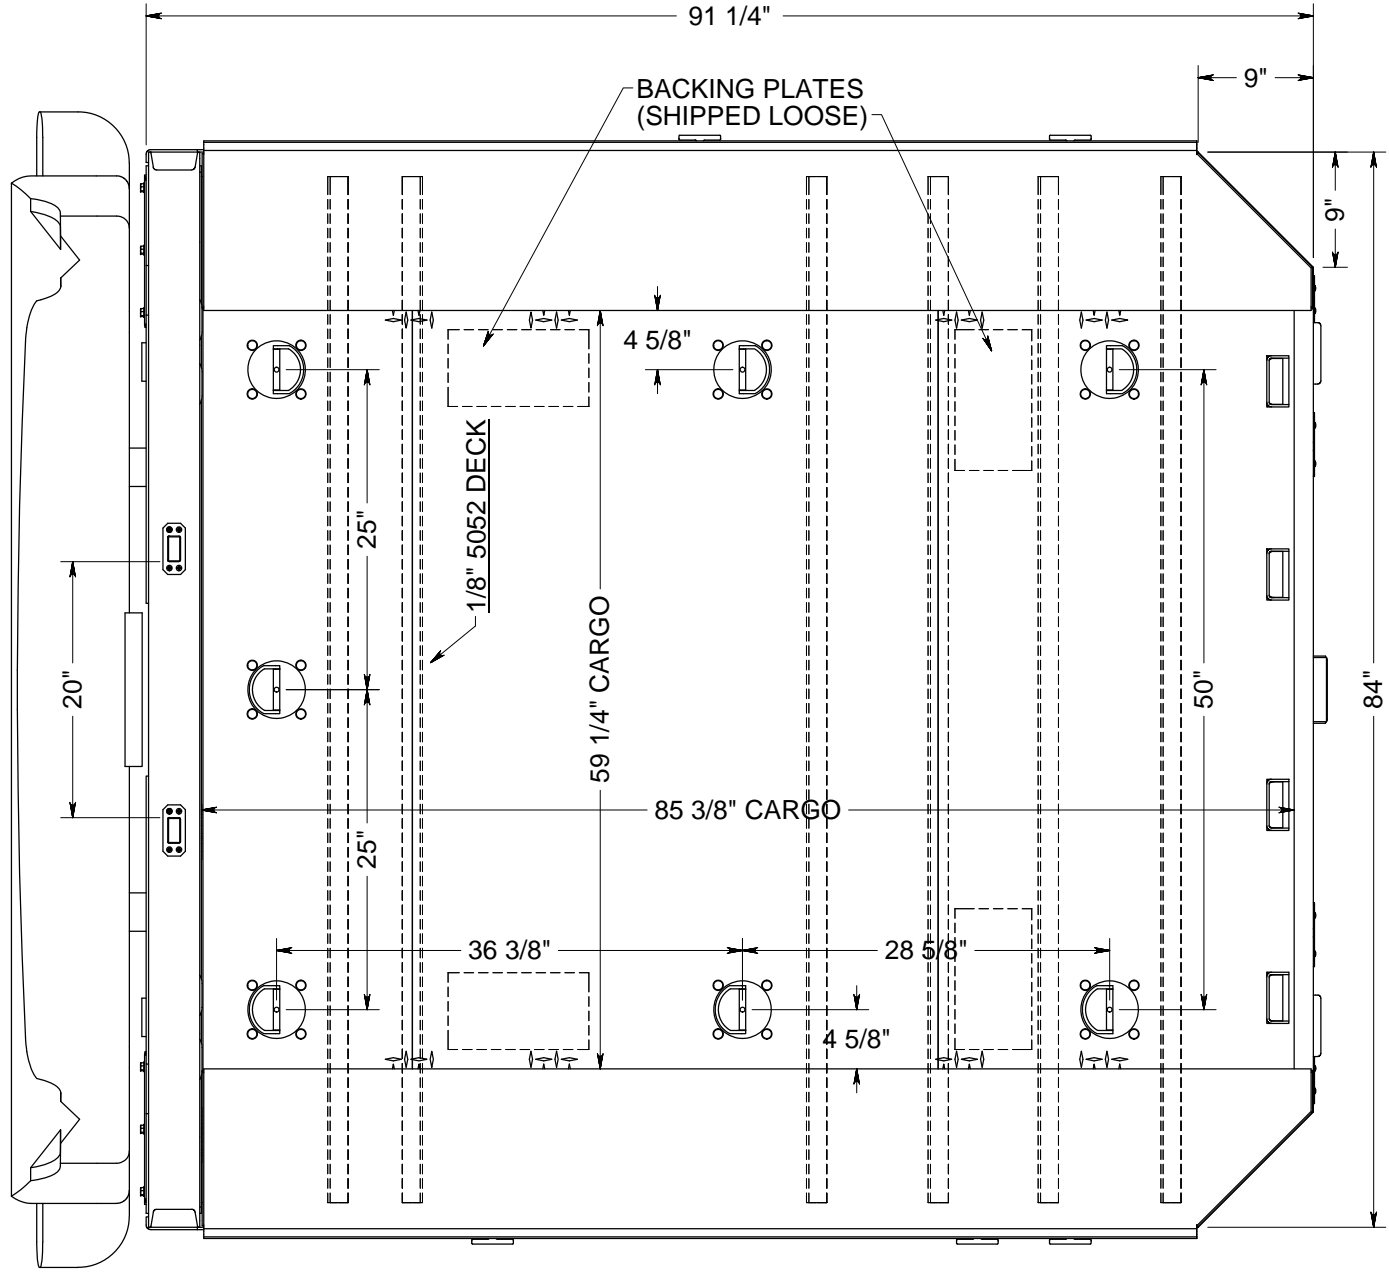 91 1/4"
9"
BACKING PLATES
(SHIPPED LOOSE)
9"
4 5/8"
1/8" 5052 DECK
25"
59 1/4" CARGO
20"
50"
84"
85 3/8" CARGO
25"
36 3/8"
28 5/8"
4 5/8"